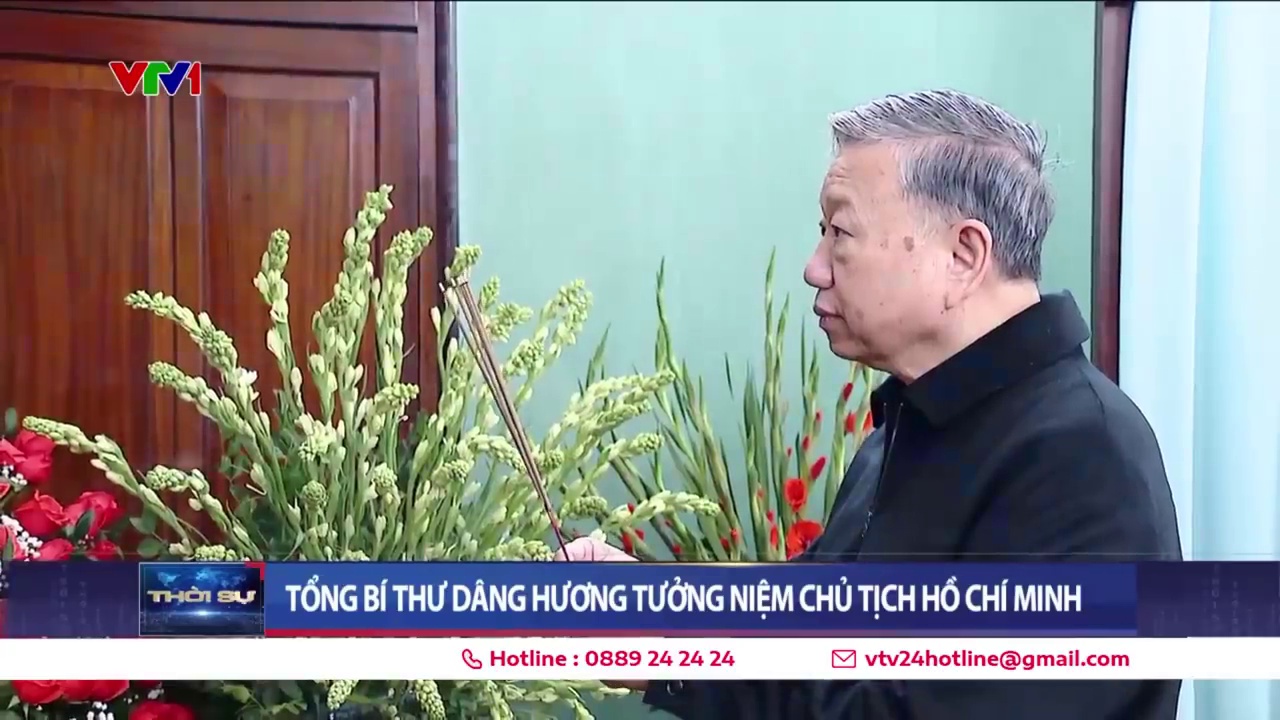 VTV1
THỜI SỰ
TỔNG BÍ THƯ DÂNG HƯƠNG TƯỞNG NIỆM CHỦ TỊCH HỒ CHÍ MINH
Hotline : 0889 24 24 24
vtv24hotline@gmail.com